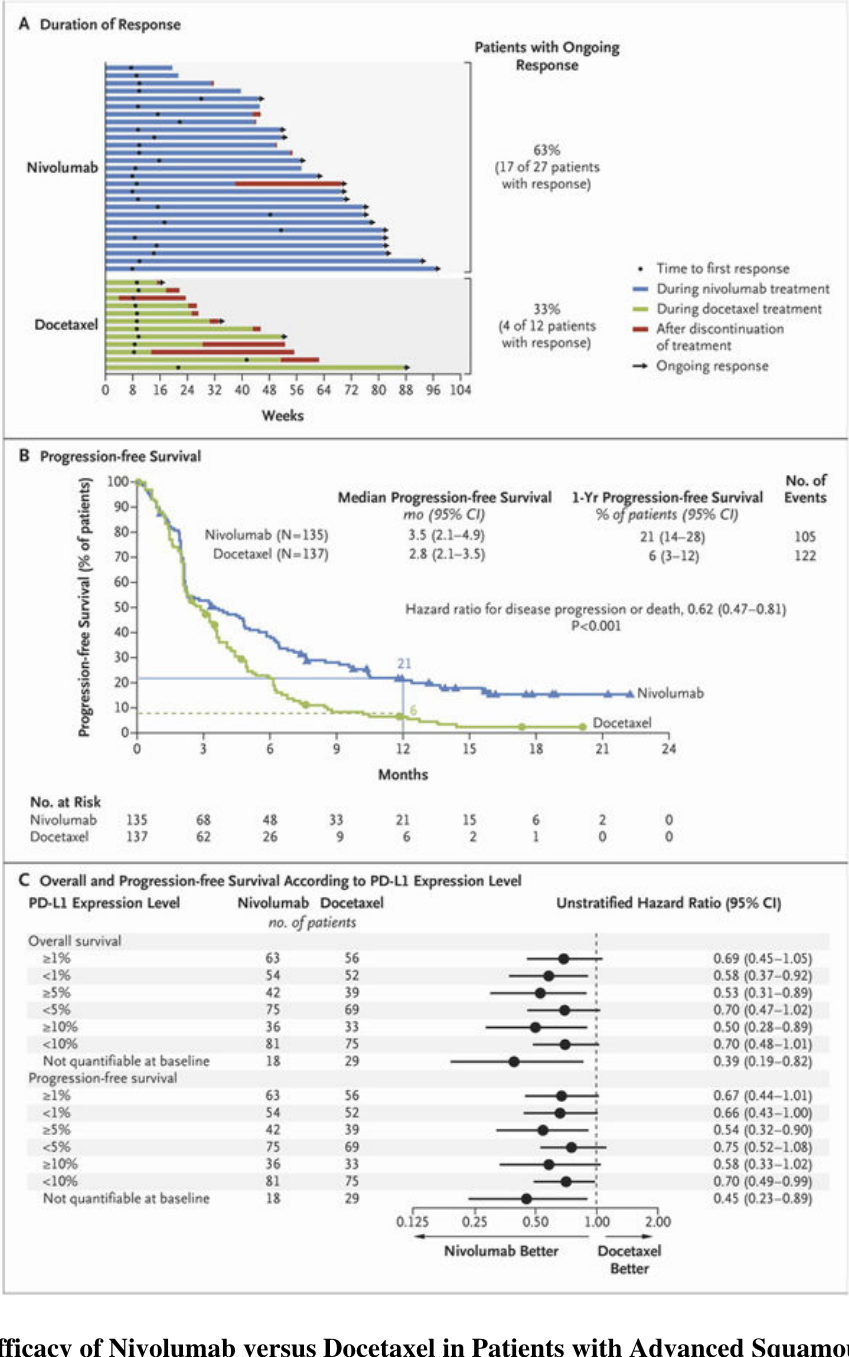 A Duration of Response
Patients with Ongoing
Response
Nivolumab
63%
(17 of 27 patients
with response)
Docetaxel
33%
(4 of 12 patients
with response)
Time to first response
During nivolumab treatment
During docetaxel treatment
After discontinuation
of treatment
Ongoing response
0 8 16 24 32 40 48 56 64 72 80 88 96 104
Weeks
B Progression-free Survival
Progression-free Survival (% of patients)
100
90
80
70
60
50
40
30
20
10
0
Median Progression-free Survival
mo (95% CI)
1-Yr Progression-free Survival
% of patients (95% CI)
No. of
Events
Nivolumab (N=135) 3.5 (2.1–4.9) 21 (14–28) 105
Docetaxel (N=137) 2.8 (2.1–3.5) 6 (3–12) 122
Hazard ratio for disease progression or death, 0.62 (0.47–0.81)
P<0.001
21
6
Nivolumab
Docetaxel
0 3 6 9 12 15 18 21 24
Months
No. at Risk
Nivolumab 135 68 48 33 21 15 6 2 0
Docetaxel 137 62 26 9 6 2 1 0 0
C Overall and Progression-free Survival According to PD-L1 Expression Level
PD-L1 Expression Level Nivolumab Docetaxel Unstratified Hazard Ratio (95% CI)
no. of patients
Overall survival
≥1% 63 56 0.69 (0.45–1.05)
<1% 54 52 0.58 (0.37–0.92)
≥5% 42 39 0.53 (0.31–0.89)
<5% 75 69 0.70 (0.47–1.02)
≥10% 36 33 0.50 (0.28–0.89)
<10% 81 75 0.70 (0.48–1.01)
Not quantifiable at baseline 18 29 0.39 (0.19–0.82)
Progression-free survival
≥1% 63 56 0.67 (0.44–1.01)
<1% 54 52 0.66 (0.43–1.00)
≥5% 42 39 0.54 (0.32–0.90)
<5% 75 69 0.75 (0.52–1.08)
≥10% 36 33 0.58 (0.33–1.02)
<10% 81 75 0.70 (0.49–0.99)
Not quantifiable at baseline 18 29 0.45 (0.23–0.89)
0.125 0.25 0.50 1.00 2.00
Nivolumab Better
Docetaxel
Better
fficacy of Nivolumab versus Docetaxel in Patients with Advanced Squamou